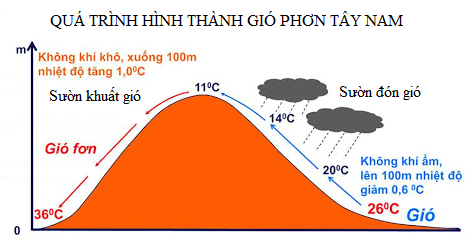 QUÁ TRÌNH HÌNH THÀNH GIÓ PHƠN TÂY NAM
m
Không khí khô, xuống 100m
nhiệt độ tăng 1,0⁰C
Sườn khuất gió
11⁰C
Sườn đón gió
14⁰C
Gió fơn
Không khí ẩm,
lên 100m nhiệt độ
giảm 0,6 ⁰C
20⁰C
36⁰C
26⁰C
Gió
0